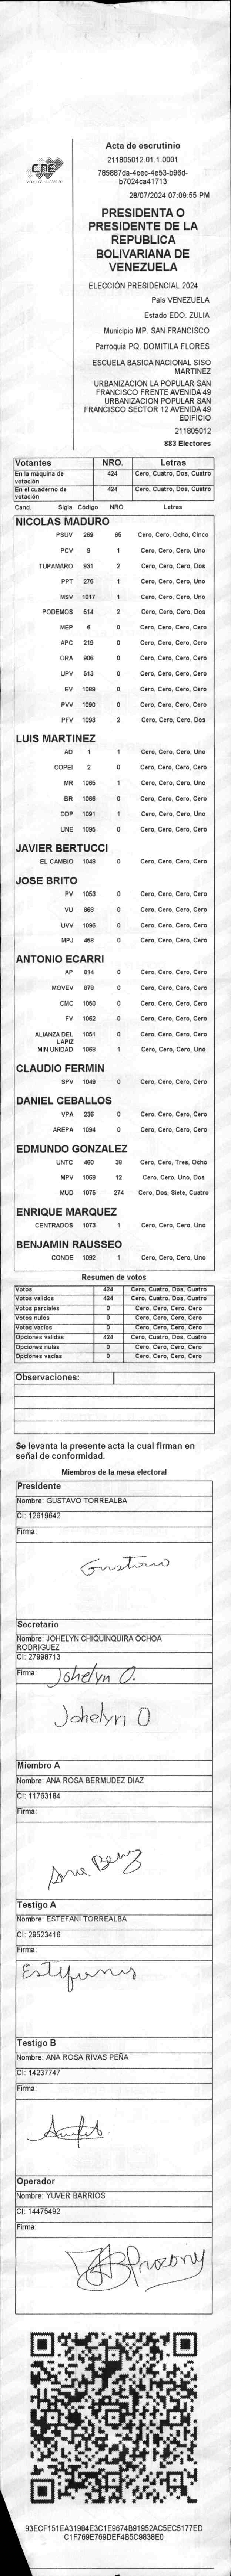 CNE
Acta de escrutinio
211805012.01.1.0001
785887da-4cec-4e53-b96d-
b7024ca41713
28/07/2024 07:09:55 PM
PRESIDENTA O
PRESIDENTE DE LA
REPUBLICA
BOLIVARIANA DE
VENEZUELA
ELECCIÓN PRESIDENCIAL 2024
País VENEZUELA
Estado EDO. ZULIA
Municipio MP. SAN FRANCISCO
Parroquia PQ. DOMITILA FLORES
ESCUELA BASICA NACIONAL SISO
MARTINEZ
URBANIZACION LA POPULAR SAN
FRANCISCO FRENTE AVENIDA 49
URBANIZACION POPULAR SAN
FRANCISCO SECTOR 12 AVENIDA 49
EDIFICIO
211805012
883 Electores
Votantes NRO. Letras
En la máquina de votación 424 Cero, Cuatro, Dos, Cuatro
En el cuaderno de votación 424 Cero, Cuatro, Dos, Cuatro
Cand. Sigla Código NRO. Letras
NICOLAS MADURO
PSUV 269 85 Cero, Cero, Ocho, Cinco
PCV 9 1 Cero, Cero, Cero, Uno
TUPAMARO 931 2 Cero, Cero, Cero, Dos
PPT 276 1 Cero, Cero, Cero, Uno
MSV 1017 1 Cero, Cero, Cero, Uno
PODEMOS 514 2 Cero, Cero, Cero, Dos
MEP 6 0 Cero, Cero, Cero, Cero
APC 219 0 Cero, Cero, Cero, Cero
ORA 906 0 Cero, Cero, Cero, Cero
UPV 513 0 Cero, Cero, Cero, Cero
EV 1089 0 Cero, Cero, Cero, Cero
PVV 1090 0 Cero, Cero, Cero, Cero
PFV 1093 2 Cero, Cero, Cero, Dos
LUIS MARTINEZ
AD 1 1 Cero, Cero, Cero, Uno
COPEI 2 0 Cero, Cero, Cero, Cero
MR 1065 1 Cero, Cero, Cero, Uno
BR 1066 0 Cero, Cero, Cero, Cero
DDP 1091 1 Cero, Cero, Cero, Uno
UNE 1095 0 Cero, Cero, Cero, Cero
JAVIER BERTUCCI
EL CAMBIO 1048 0 Cero, Cero, Cero, Cero
JOSE BRITO
PV 1053 0 Cero, Cero, Cero, Cero
VU 868 0 Cero, Cero, Cero, Cero
UVV 1096 0 Cero, Cero, Cero, Cero
MPJ 458 0 Cero, Cero, Cero, Cero
ANTONIO ECARRI
AP 814 0 Cero, Cero, Cero, Cero
MOVEV 878 0 Cero, Cero, Cero, Cero
CMC 1050 0 Cero, Cero, Cero, Cero
FV 1062 0 Cero, Cero, Cero, Cero
ALIANZA DEL LAPIZ 1051 0 Cero, Cero, Cero, Cero
MIN UNIDAD 1068 1 Cero, Cero, Cero, Uno
CLAUDIO FERMIN
SPV 1049 0 Cero, Cero, Cero, Cero
DANIEL CEBALLOS
VPA 236 0 Cero, Cero, Cero, Cero
AREPA 1094 0 Cero, Cero, Cero, Cero
EDMUNDO GONZALEZ
UNTC 460 38 Cero, Cero, Tres, Ocho
MPV 1069 12 Cero, Cero, Uno, Dos
MUD 1075 274 Cero, Dos, Siete, Cuatro
ENRIQUE MARQUEZ
CENTRADOS 1073 1 Cero, Cero, Cero, Uno
BENJAMIN RAUSSEO
CONDE 1092 1 Cero, Cero, Cero, Uno
Resumen de votos
Votos 424 Cero, Cuatro, Dos, Cuatro
Votos validos 424 Cero, Cuatro, Dos, Cuatro
Votos parciales 0 Cero, Cero, Cero, Cero
Votos nulos 0 Cero, Cero, Cero, Cero
Votos vacios 0 Cero, Cero, Cero, Cero
Opciones validas 424 Cero, Cuatro, Dos, Cuatro
Opciones nulas 0 Cero, Cero, Cero, Cero
Opciones vacias 0 Cero, Cero, Cero, Cero
Observaciones:
Se levanta la presente acta la cual firman en
señal de conformidad.
Miembros de la mesa electoral
Presidente
Nombre: GUSTAVO TORREALBA
CI: 12619642
Firma:
Gustavo
Secretario
Nombre: JOHELYN CHIQUINQUIRA OCHOA
RODRIGUEZ
CI: 27998713
Firma: Johelyn O.
Johelyn O
Miembro A
Nombre: ANA ROSA BERMUDEZ DIAZ
CI: 11763184
Firma:
Testigo A
Nombre: ESTEFANI TORREALBA
CI: 29523416
Firma:
Testigo B
Nombre: ANA ROSA RIVAS PEÑA
CI: 14237747
Firma:
Operador
Nombre: YUVER BARRIOS
CI: 14475492
Firma:
93ECF151EA31984E3C1E9674B91952AC5EC5177ED
C1F769E769DEF4B5C9838E0